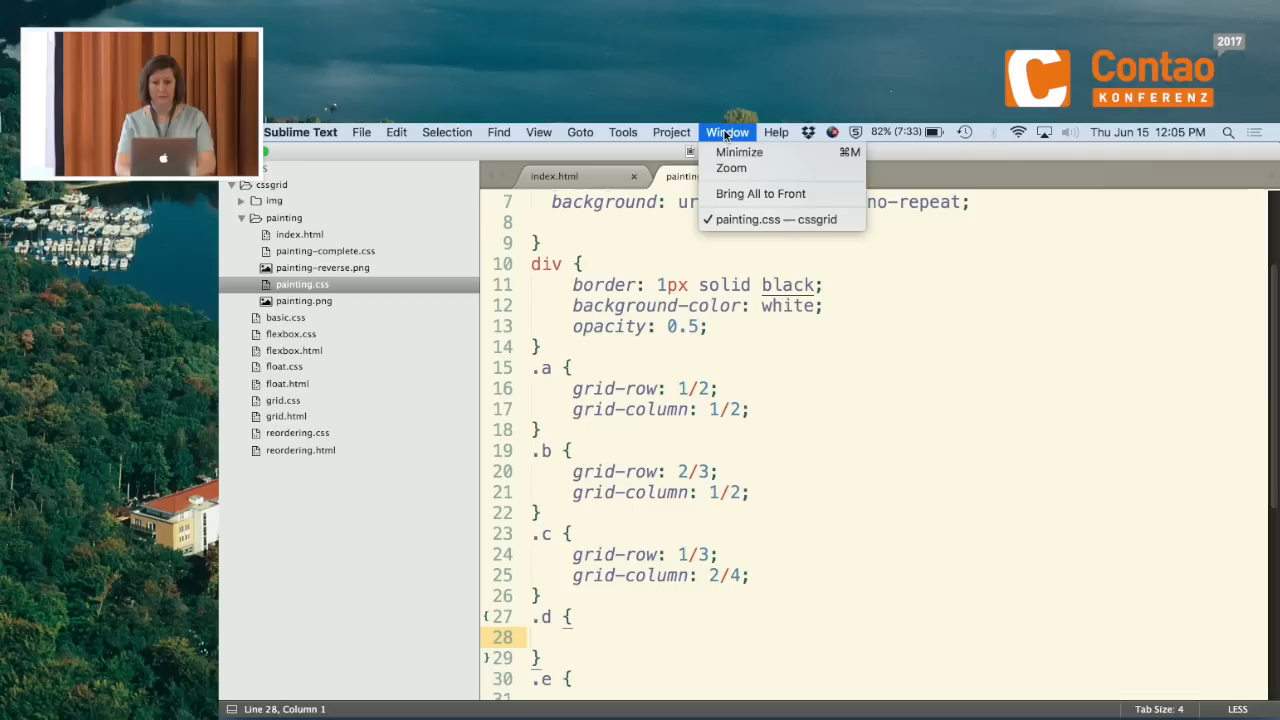 2017
Contao
KONFERENZ
Sublime Text File Edit Selection Find View Goto Tools Project Window Help 82% (7:33) Thu Jun 15 12:05 PM
Minimize ⌘M
Zoom
Bring All to Front
✓ painting.css — cssgrid
S
cssgrid
img
painting
index.html
painting-complete.css
painting-reverse.png
painting.css
painting.png
basic.css
flexbox.css
flexbox.html
float.css
float.html
grid.css
grid.html
reordering.css
reordering.html
index.html ×
7 background: no-repeat;
8
9 }
10 div {
11 border: 1px solid black;
12 background-color: white;
13 opacity: 0.5;
14 }
15 .a {
16 grid-row: 1/2;
17 grid-column: 1/2;
18 }
19 .b {
20 grid-row: 2/3;
21 grid-column: 1/2;
22 }
23 .c {
24 grid-row: 1/3;
25 grid-column: 2/4;
26 }
27 .d {
28
29 }
30 .e {
Line 28, Column 1 Tab Size: 4 LESS